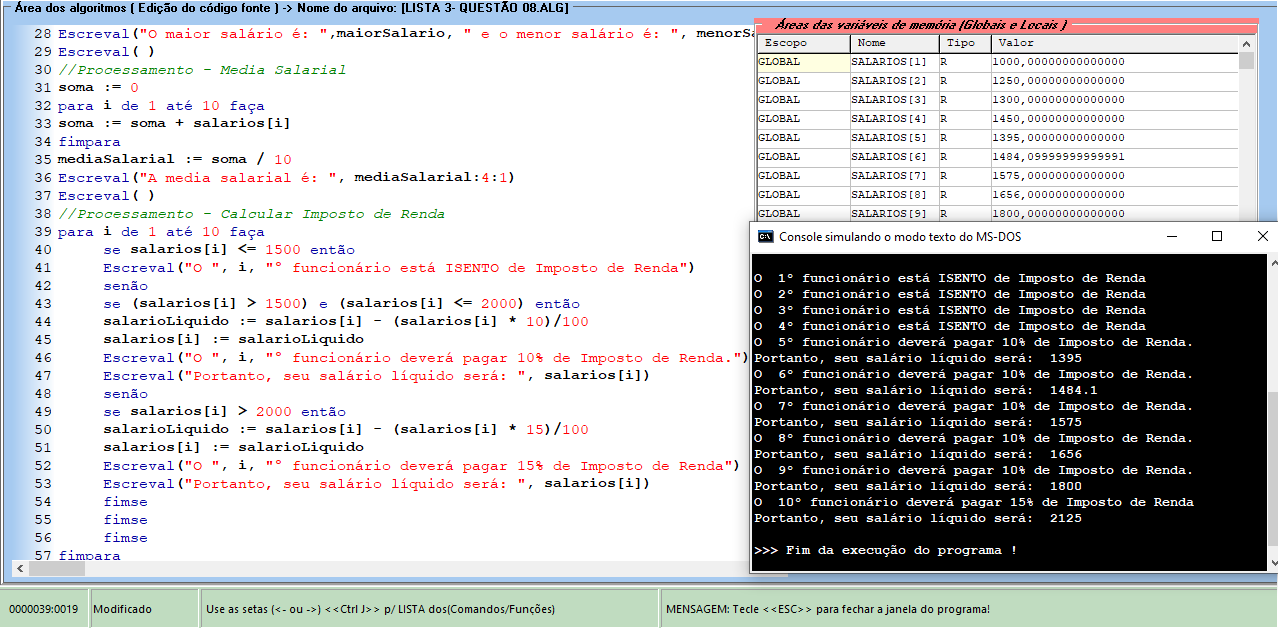 Área dos algoritmos ( Edição do código fonte ) -> Nome do arquivo: [LISTA 3- QUESTÃO 08.ALG]
28 Escreval("O maior salário é: ",maiorSalario, " e o menor salário é: ", menorSa
29 Escreval( )
30 //Processamento - Media Salarial
31 soma := 0
32 para i de 1 até 10 faça
33 soma := soma + salarios[i]
34 fimpara
35 mediaSalarial := soma / 10
36 Escreval("A media salarial é: ", mediaSalarial:4:1)
37 Escreval( )
38 //Processamento - Calcular Imposto de Renda
39 para i de 1 até 10 faça
40 se salarios[i] <= 1500 então
41 Escreval("O ", i, "° funcionário está ISENTO de Imposto de Renda")
42 senão
43 se (salarios[i] > 1500) e (salarios[i] <= 2000) então
44 salarioLiquido := salarios[i] - (salarios[i] * 10)/100
45 salarios[i] := salarioLiquido
46 Escreval("O ", i, "° funcionário deverá pagar 10% de Imposto de Renda.")
47 Escreval("Portanto, seu salário líquido será: ", salarios[i])
48 senão
49 se salarios[i] > 2000 então
50 salarioLiquido := salarios[i] - (salarios[i] * 15)/100
51 salarios[i] := salarioLiquido
52 Escreval("O ", i, "° funcionário deverá pagar 15% de Imposto de Renda")
53 Escreval("Portanto, seu salário líquido será: ", salarios[i])
54 fimse
55 fimse
56 fimse
57 fimpara
Áreas das variáveis de memória (Globais e Locais )
Escopo Nome Tipo Valor
GLOBAL SALARIOS[1] R 1000,00000000000000
GLOBAL SALARIOS[2] R 1250,00000000000000
GLOBAL SALARIOS[3] R 1300,00000000000000
GLOBAL SALARIOS[4] R 1450,00000000000000
GLOBAL SALARIOS[5] R 1395,00000000000000
GLOBAL SALARIOS[6] R 1484,09999999999991
GLOBAL SALARIOS[7] R 1575,00000000000000
GLOBAL SALARIOS[8] R 1656,00000000000000
GLOBAL SALARIOS[9] R 1800,00000000000000
C:\ Console simulando o modo texto do MS-DOS
O 1° funcionário está ISENTO de Imposto de Renda
O 2° funcionário está ISENTO de Imposto de Renda
O 3° funcionário está ISENTO de Imposto de Renda
O 4° funcionário está ISENTO de Imposto de Renda
O 5° funcionário deverá pagar 10% de Imposto de Renda.
Portanto, seu salário líquido será: 1395
O 6° funcionário deverá pagar 10% de Imposto de Renda.
Portanto, seu salário líquido será: 1484.1
O 7° funcionário deverá pagar 10% de Imposto de Renda.
Portanto, seu salário líquido será: 1575
O 8° funcionário deverá pagar 10% de Imposto de Renda.
Portanto, seu salário líquido será: 1656
O 9° funcionário deverá pagar 10% de Imposto de Renda.
Portanto, seu salário líquido será: 1800
O 10° funcionário deverá pagar 15% de Imposto de Renda
Portanto, seu salário líquido será: 2125
>>> Fim da execução do programa !
0000039:0019 Modificado Use as setas (<- ou ->) <<Ctrl J>> p/ LISTA dos(Comandos/Funções) MENSAGEM: Tecle <<ESC>> para fechar a janela do programa!